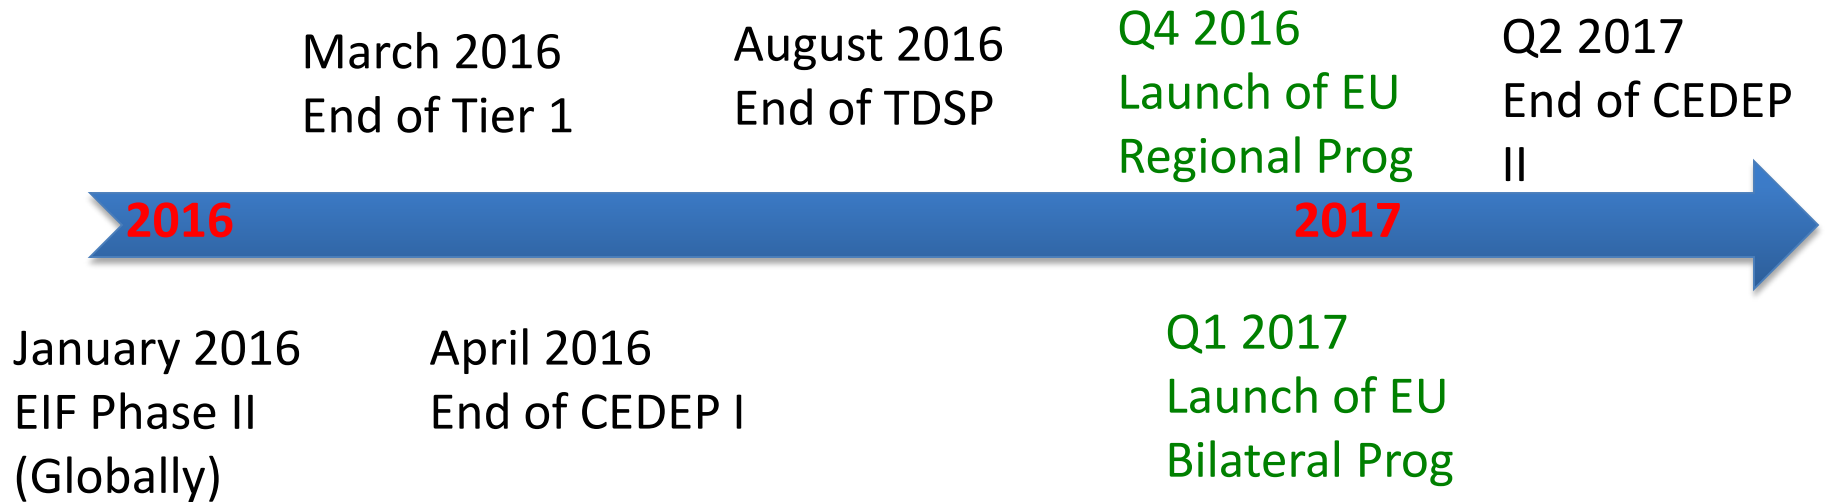 March 2016
End of Tier 1
August 2016
End of TDSP
Q4 2016
Launch of EU
Regional Prog
Q2 2017
End of CEDEP
II
2016
2017
January 2016
EIF Phase II
(Globally)
April 2016
End of CEDEP I
Q1 2017
Launch of EU
Bilateral Prog